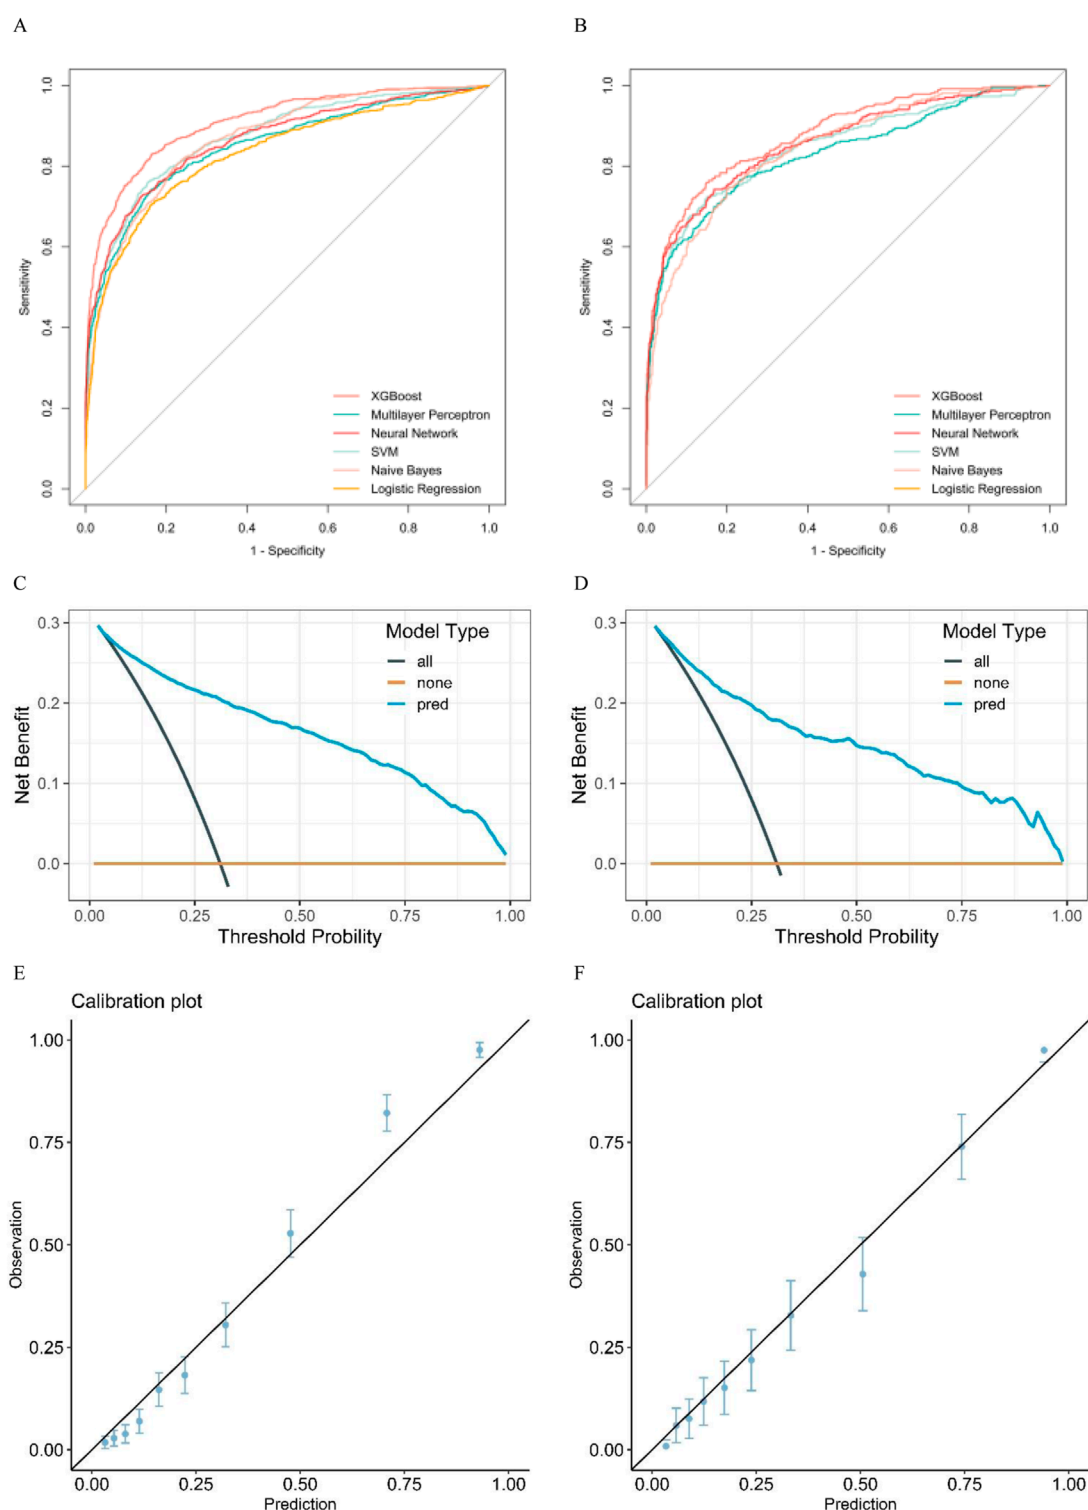 A
B
1.0
0.8
0.6
0.4
0.2
0.0
Sensitivity
XGBoost
Multilayer Perceptron
Neural Network
SVM
Naive Bayes
Logistic Regression
0.0 0.2 0.4 0.6 0.8 1.0
1 - Specificity
1.0
0.8
0.6
0.4
0.2
0.0
Sensitivity
XGBoost
Multilayer Perceptron
Neural Network
SVM
Naive Bayes
Logistic Regression
0.0 0.2 0.4 0.6 0.8 1.0
1 - Specificity
C
D
0.3
0.2
0.1
0.0
Net Benefit
Model Type
all
none
pred
0.00 0.25 0.50 0.75 1.00
Threshold Probility
0.3
0.2
0.1
0.0
Net Benefit
Model Type
all
none
pred
0.00 0.25 0.50 0.75 1.00
Threshold Probility
E
F
Calibration plot
1.00
0.75
0.50
0.25
0.00
Observation
0.00 0.25 0.50 0.75 1.00
Prediction
Calibration plot
1.00
0.75
0.50
0.25
0.00
Observation
0.00 0.25 0.50 0.75 1.00
Prediction